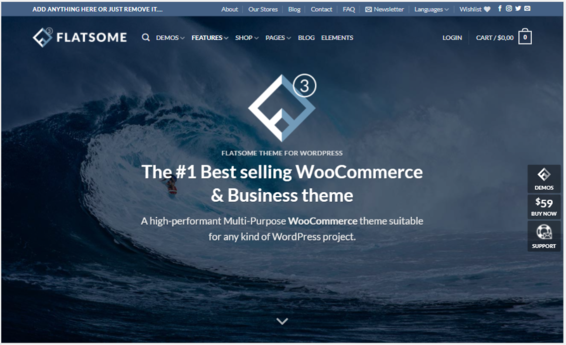 ADD ANYTHING HERE OR JUST REMOVE IT...
About Our Stores Blog Contact FAQ Newsletter Languages Wishlist
FLATSOME DEMOS FEATURES SHOP PAGES BLOG ELEMENTS LOGIN CART / $0,00 0
3
FLATSOME THEME FOR WORDPRESS
The #1 Best selling WooCommerce
& Business theme
A high-performant Multi-Purpose WooCommerce theme suitable
for any kind of WordPress project.
DEMOS
$59
BUY NOW
SUPPORT